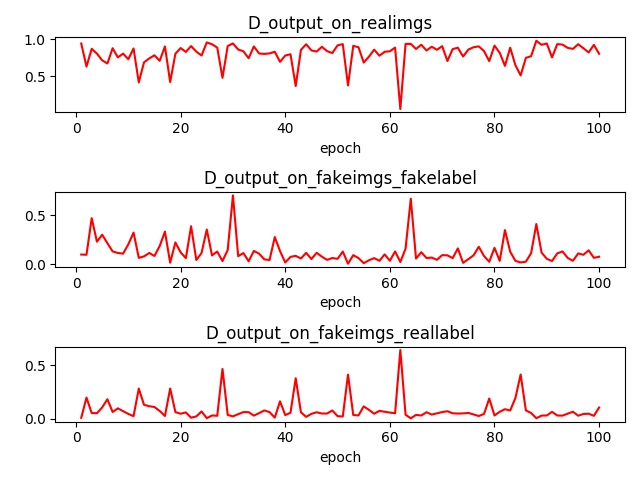 D_output_on_realimgs
1.0
0.5
0 20 40 60 80 100
epoch
D_output_on_fakeimgs_fakelabel
0.5
0.0
0 20 40 60 80 100
epoch
D_output_on_fakeimgs_reallabel
0.5
0.0
0 20 40 60 80 100
epoch